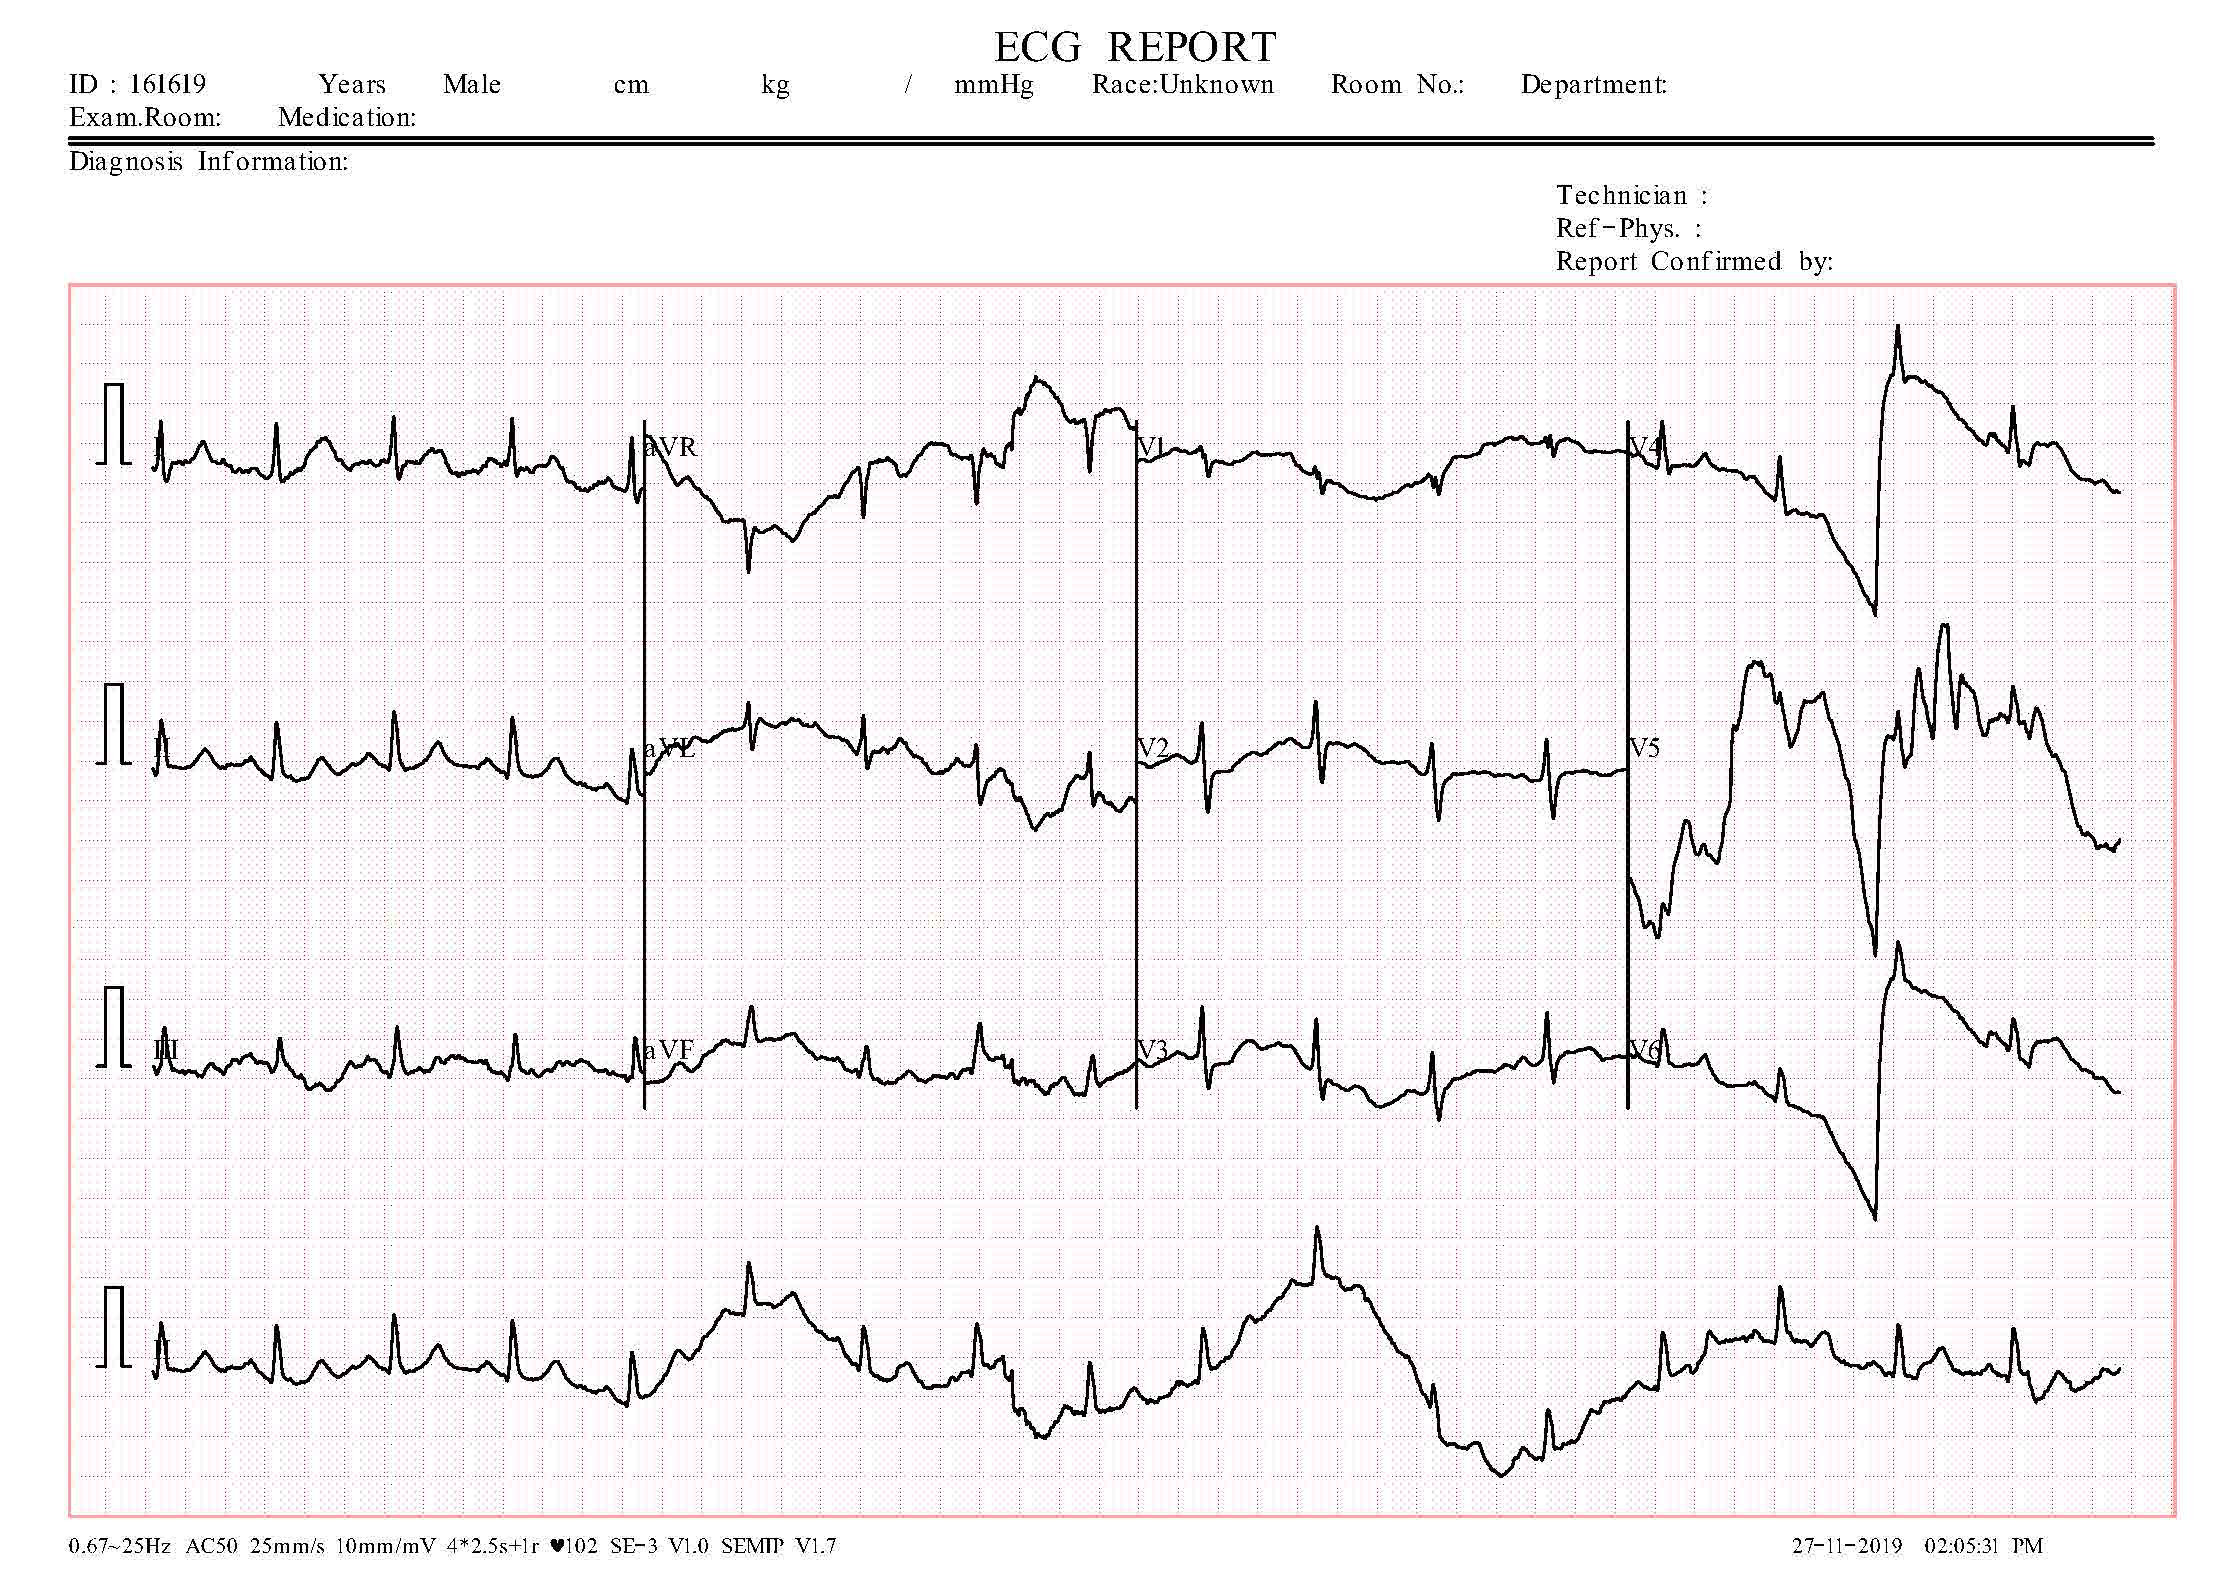 ECG REPORT
ID : 161619 Years Male cm kg / mmHg Race:Unknown Room No.: Department:
Exam.Room: Medication:
Diagnosis Information:
Technician :
Ref-Phys. :
Report Confirmed by:
I aVR V1 V4
II aVL V2 V5
III aVF V3 V6
II
0.67~25Hz AC50 25mm/s 10mm/mV 4*2.5s+1r ♥102 SE-3 V1.0 SEMIP V1.7
27-11-2019 02:05:31 PM